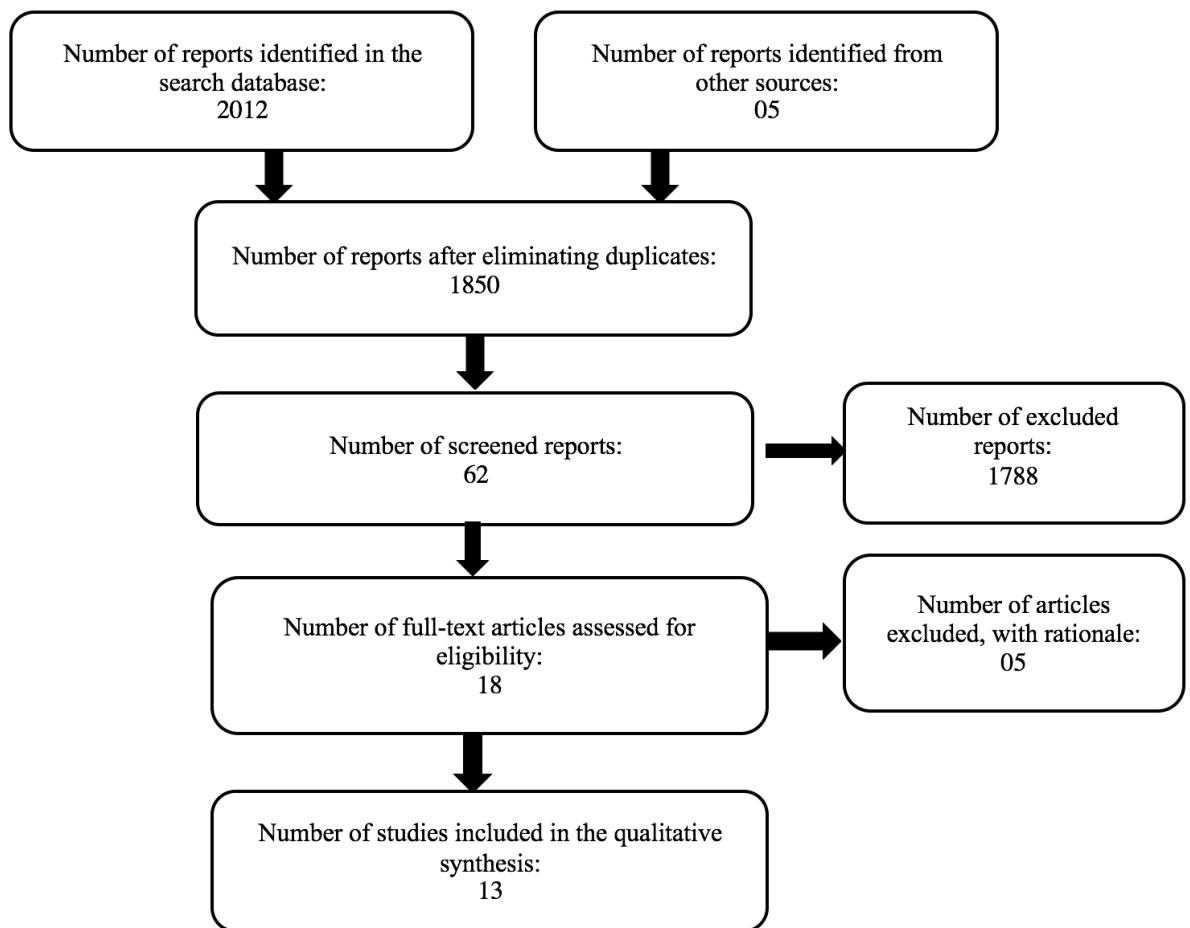 Number of reports identified in the
search database:
2012
Number of reports identified from
other sources:
05
Number of reports after eliminating duplicates:
1850
Number of screened reports:
62
Number of excluded
reports:
1788
Number of full-text articles assessed for
eligibility:
18
Number of articles
excluded, with rationale:
05
Number of studies included in the qualitative
synthesis:
13